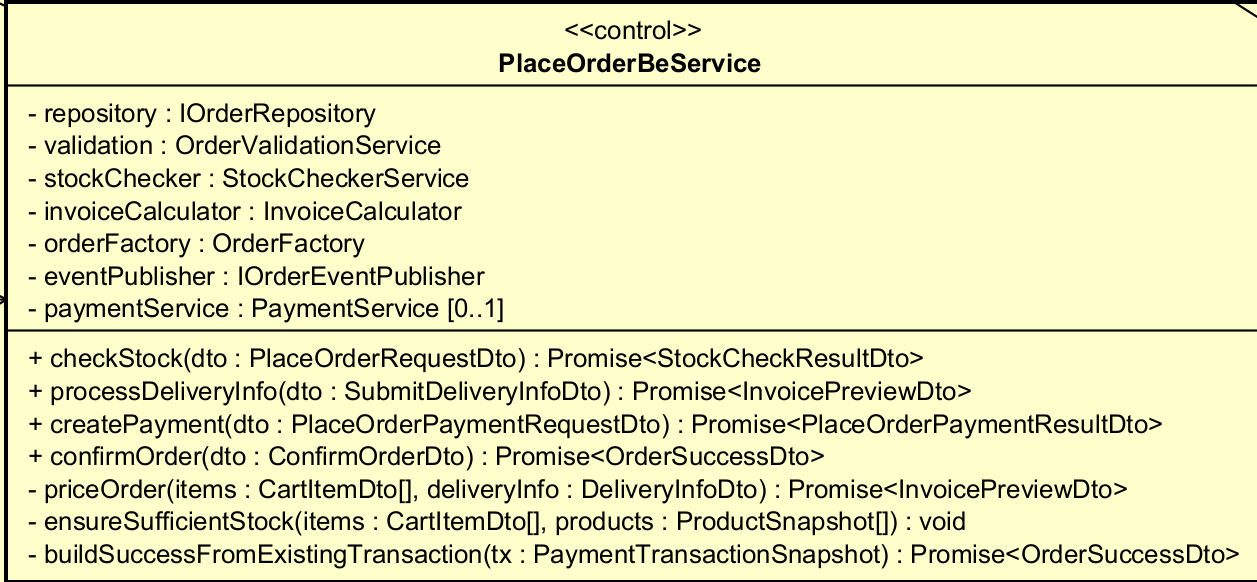 <<control>>
PlaceOrderBeService
- repository : IOrderRepository
- validation : OrderValidationService
- stockChecker : StockCheckerService
- invoiceCalculator : InvoiceCalculator
- orderFactory : OrderFactory
- eventPublisher : IOrderEventPublisher
- paymentService : PaymentService [0..1]
+ checkStock(dto : PlaceOrderRequestDto) : Promise<StockCheckResultDto>
+ processDeliveryInfo(dto : SubmitDeliveryInfoDto) : Promise<InvoicePreviewDto>
+ createPayment(dto : PlaceOrderPaymentRequestDto) : Promise<PlaceOrderPaymentResultDto>
+ confirmOrder(dto : ConfirmOrderDto) : Promise<OrderSuccessDto>
- priceOrder(items : CartItemDto[], deliveryInfo : DeliveryInfoDto) : Promise<InvoicePreviewDto>
- ensureSufficientStock(items : CartItemDto[], products : ProductSnapshot[]) : void
- buildSuccessFromExistingTransaction(tx : PaymentTransactionSnapshot) : Promise<OrderSuccessDto>